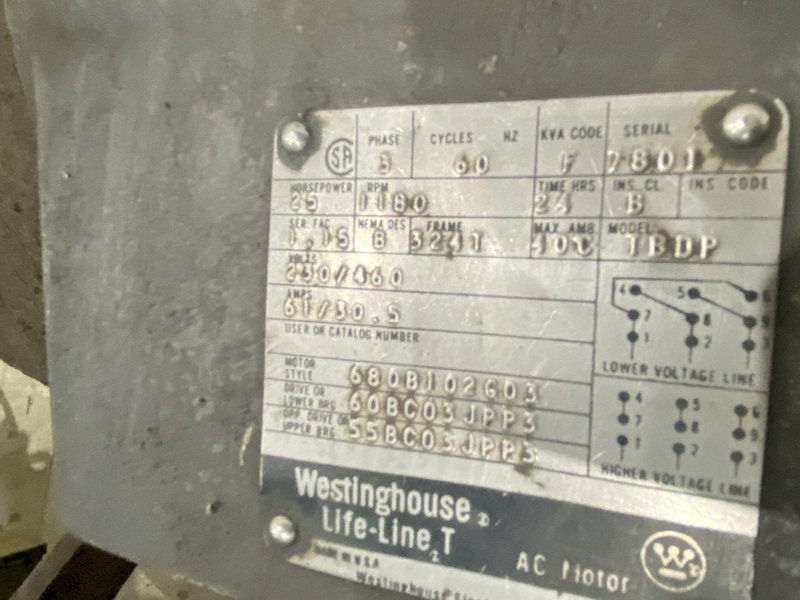 SA PHASE CYCLES HZ KVA CODE SERIAL
3 60 F 7801
HORSEPOWER RPM TIME HRS INS. CL INS CODE
25 1180 24 B
SER. FAC. NEMA DES FRAME MAX. AMB MODEL
1.15 B 324T 40C TBDP
VOLTS
230/460
AMPS
61/30.5
USER OR CATALOG NUMBER
4 5 6
7 8 9
1 2 3
LOWER VOLTAGE LINE
MOTOR STYLE 680B102G03
DRIVE OR LOWER BRG 60BC03JPP3
OPP. DRIVE OR UPPER BRG 55BC03JPP3
4 5 6
7 8 9
1 2 3
HIGHER VOLTAGE LINE
Westinghouse
Life-Line T
AC Motor
MADE IN U.S.A
Westinghouse